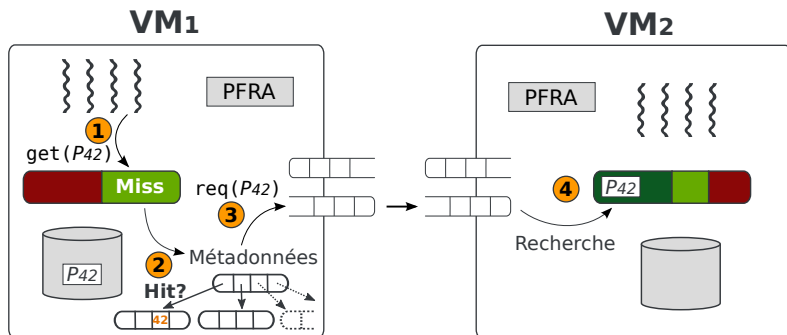 VM1
VM2
PFRA
PFRA
1
get(P42)
Miss
req(P42)
3
4
P42
Recherche
2
Métadonnées
P42
Hit?
42